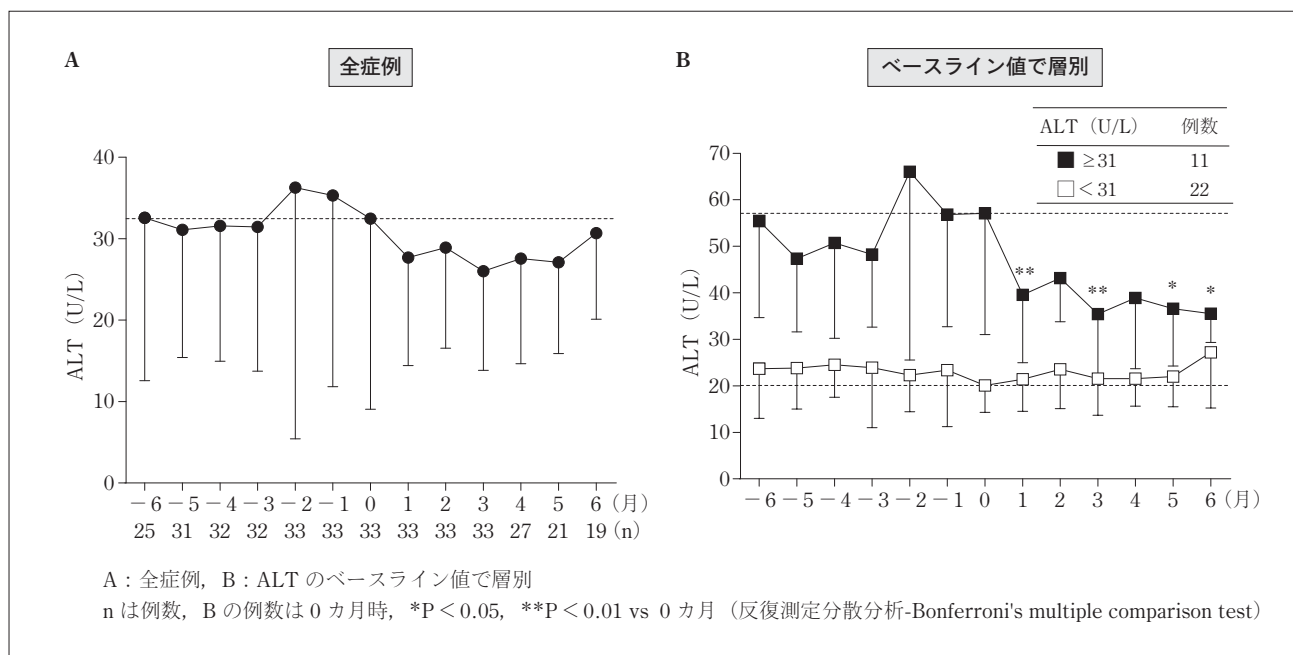 A
全症例
40
30
20
10
0
ALT（U/L）
－6 －5 －4 －3 －2 －1 0 1 2 3 4 5 6（月）
25 31 32 32 33 33 33 33 33 33 27 21 19（n）
B
ベースライン値で層別
ALT（U/L） 例数
■≥31 11
□＜31 22
70
60
50
40
30
20
10
0
ALT（U/L）
** ** * *
－6 －5 －4 －3 －2 －1 0 1 2 3 4 5 6（月）
A：全症例，B：ALT のベースライン値で層別
n は例数，B の例数は 0 カ月時，*P＜0.05，**P＜0.01 vs 0 カ月（反復測定分散分析-Bonferroni's multiple comparison test）